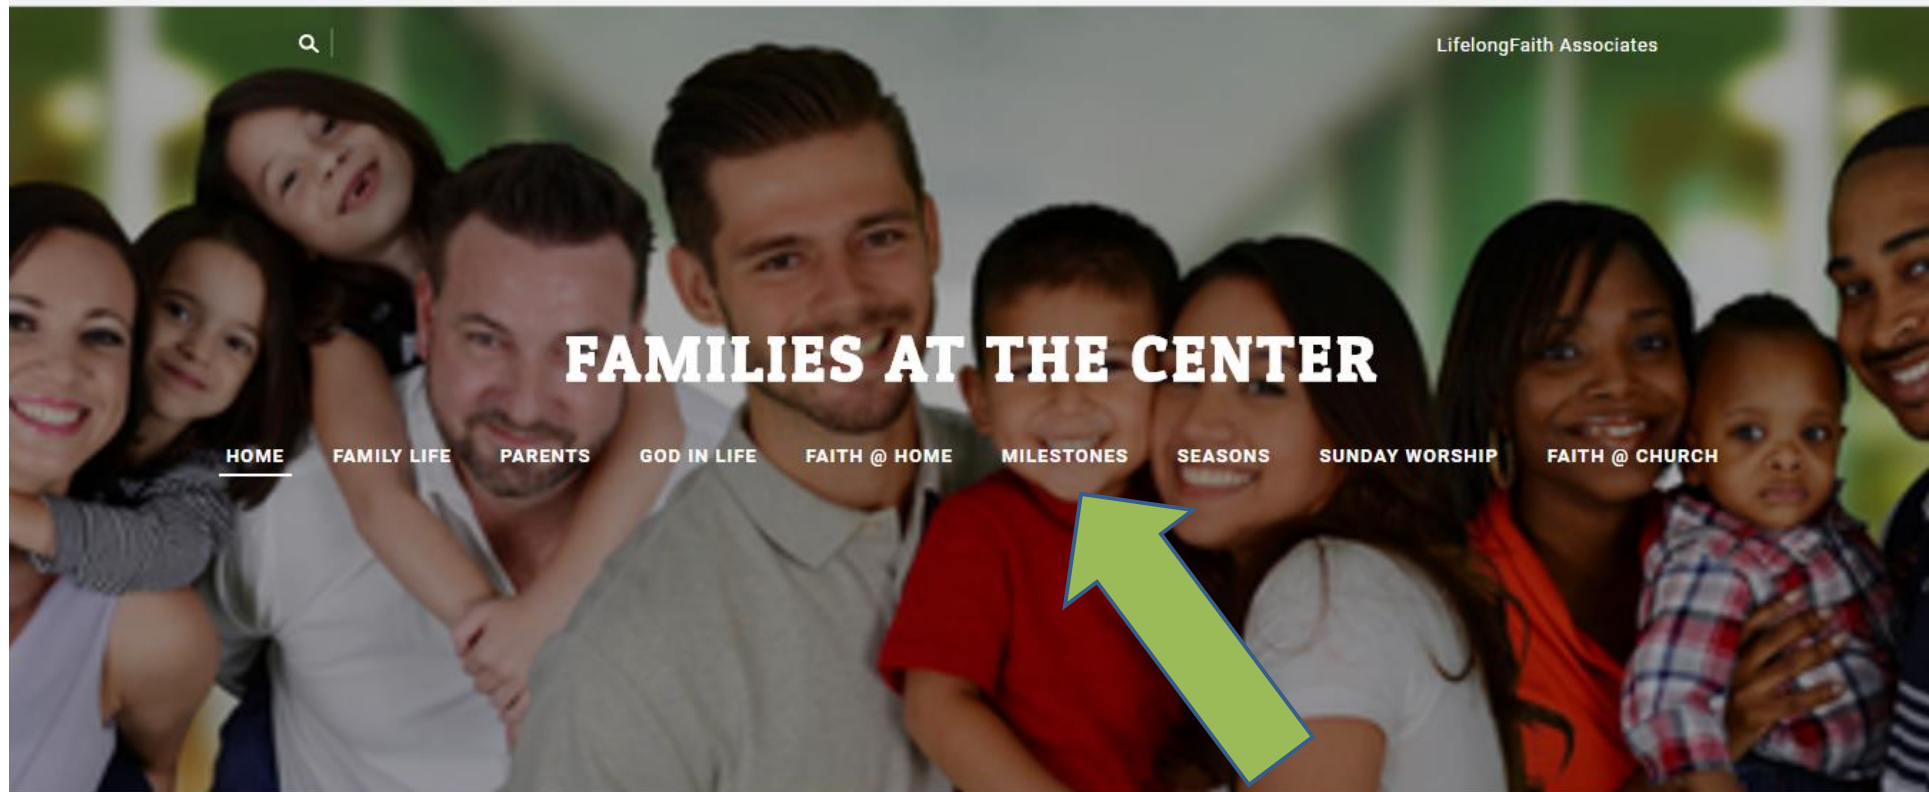 LifelongFaith Associates
FAMILIES AT THE CENTER
HOME FAMILY LIFE PARENTS GOD IN LIFE FAITH @ HOME MILESTONES SEASONS SUNDAY WORSHIP FAITH @ CHURCH